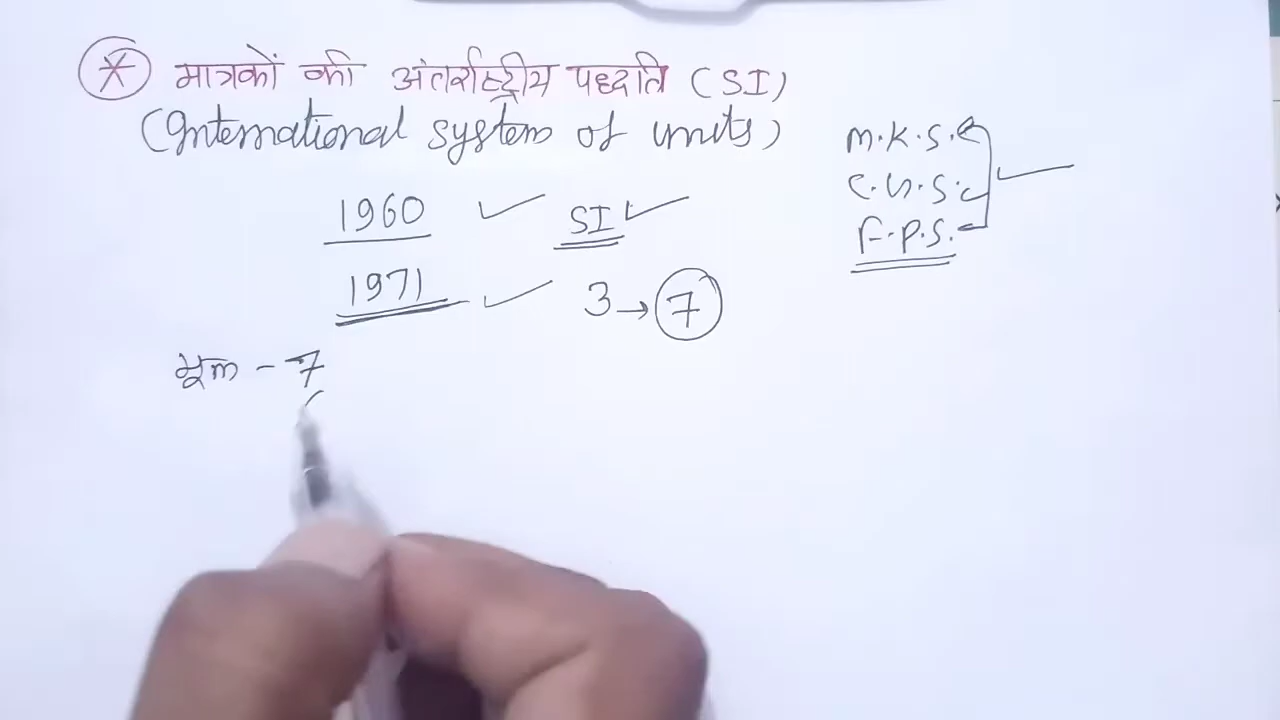 * मात्रकों की अंतर्राष्ट्रीय पद्धति (SI)
(International system of units)
1960 SI
1971 3 → 7
M.K.S.
C.G.S.
F.P.S.
मूल - 7